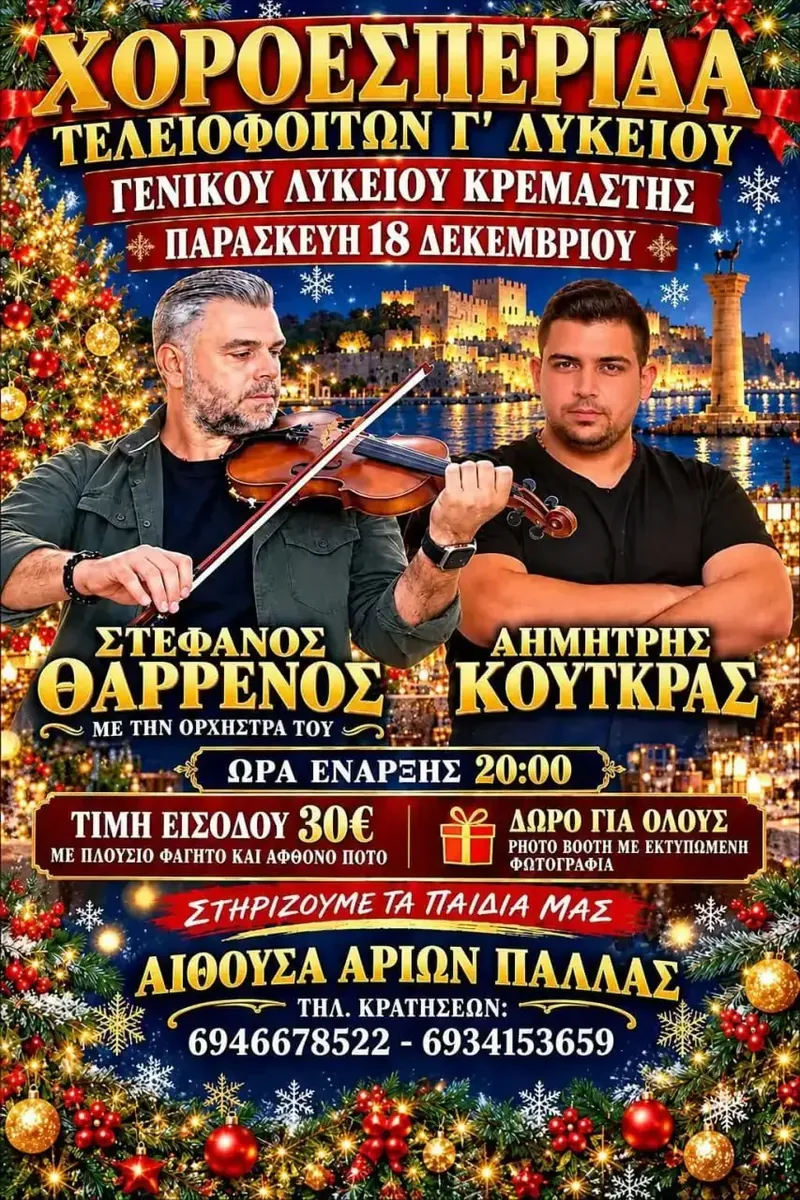 ΧΟΡΟΕΣΠΕΡΙΔΑ
ΤΕΛΕΙΟΦΟΙΤΩΝ Γ' ΛΥΚΕΙΟΥ
ΓΕΝΙΚΟΥ ΛΥΚΕΙΟΥ ΚΡΕΜΑΣΤΗΣ
ΠΑΡΑΣΚΕΥΗ 18 ΔΕΚΕΜΒΡΙΟΥ
ΣΤΕΦΑΝΟΣ
ΘΑΡΡΕΝΟΣ
ΜΕ ΤΗΝ ΟΡΧΗΣΤΡΑ ΤΟΥ
ΔΗΜΗΤΡΗΣ
ΚΟΥΤΚΡΑΣ
ΩΡΑ ΕΝΑΡΞΗΣ 20:00
ΤΙΜΗ ΕΙΣΟΔΟΥ 30€
ΜΕ ΠΛΟΥΣΙΟ ΦΑΓΗΤΟ ΚΑΙ ΑΦΘΟΝΟ ΠΟΤΟ
ΔΩΡΟ ΓΙΑ ΟΛΟΥΣ
PHOTO BOOTH ΜΕ ΕΚΤΥΠΩΜΕΝΗ
ΦΩΤΟΓΡΑΦΙΑ
ΣΤΗΡΙΖΟΥΜΕ ΤΑ ΠΑΙΔΙΑ ΜΑΣ
ΑΙΘΟΥΣΑ ΑΡΙΩΝ ΠΑΛΛΑΣ
ΤΗΛ. ΚΡΑΤΗΣΕΩΝ:
6946678522 - 6934153659